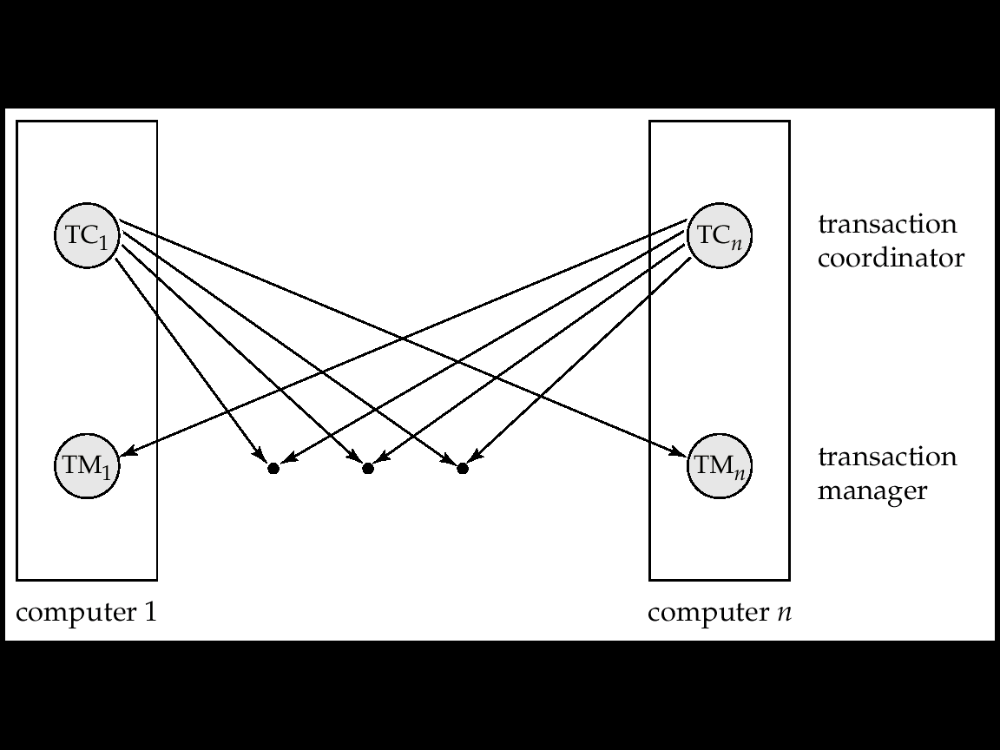 TC₁
TCₙ
transaction
coordinator
TM₁
TMₙ
transaction
manager
computer 1
computer n